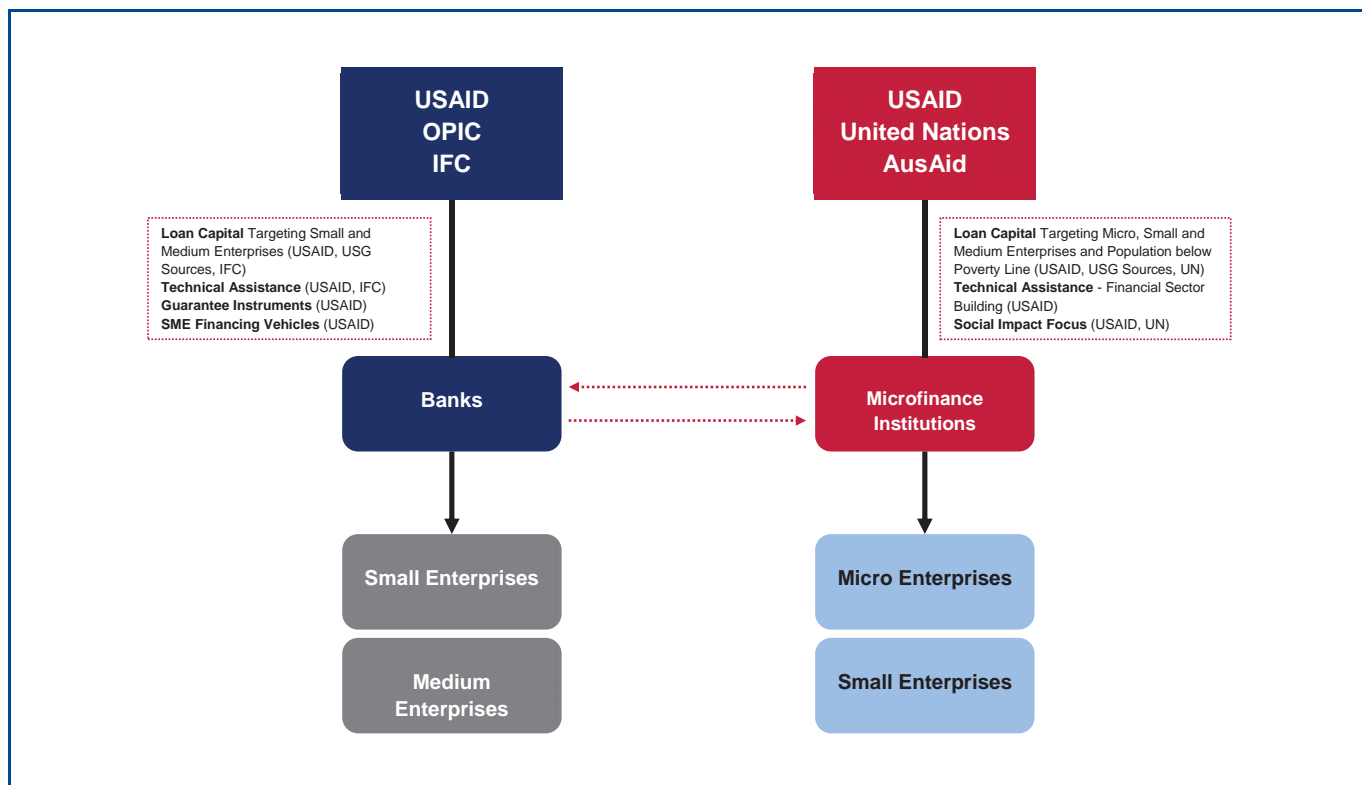 USAID
OPIC
IFC
USAID
United Nations
AusAid
Loan Capital Targeting Small and
Medium Enterprises (USAID, USG
Sources, IFC)
Technical Assistance (USAID, IFC)
Guarantee Instruments (USAID)
SME Financing Vehicles (USAID)
Loan Capital Targeting Micro, Small and
Medium Enterprises and Population below
Poverty Line (USAID, USG Sources, UN)
Technical Assistance - Financial Sector
Building (USAID)
Social Impact Focus (USAID, UN)
Banks
Microfinance
Institutions
Small Enterprises
Micro Enterprises
Medium
Enterprises
Small Enterprises